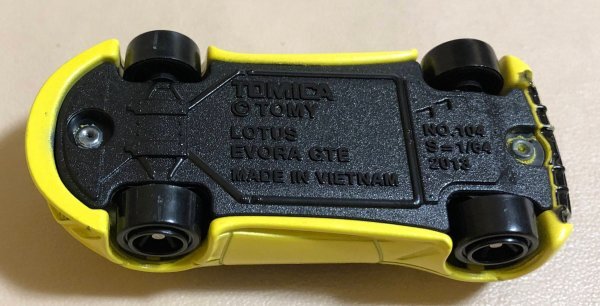 TOMICA
© TOMY
LOTUS
EVORA GTE
MADE IN VIETNAM
NO.104
S=1/64
2013